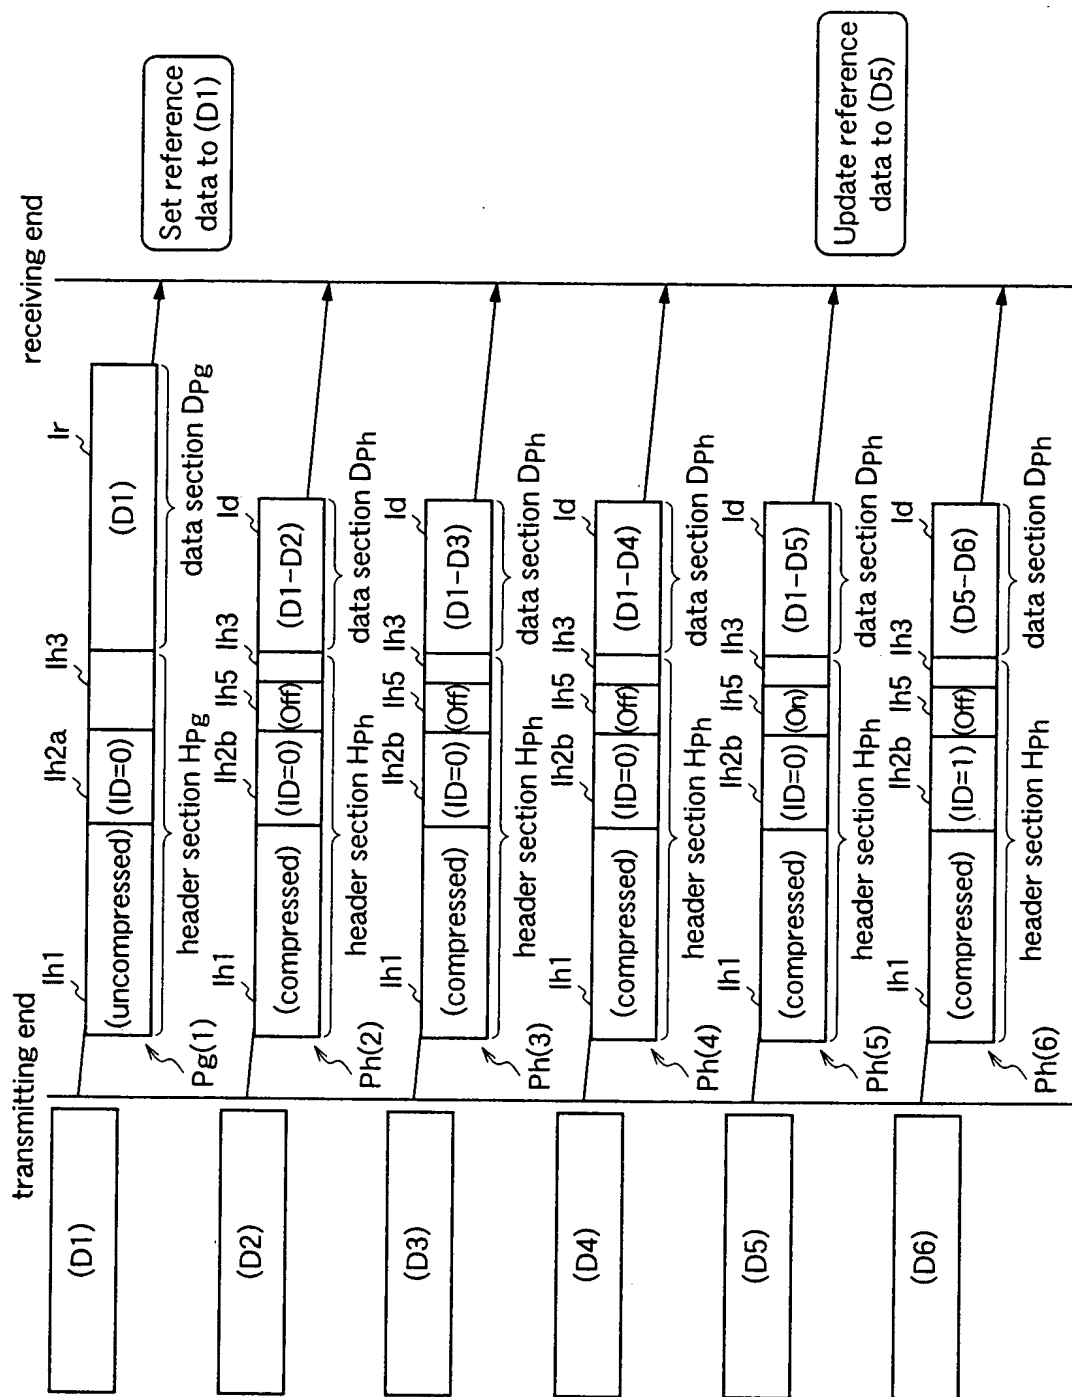 transmitting end
receiving end
(D1)
Ih1
Ih2a
Ih3
Ir
(uncompressed)
(ID=0)
(D1)
Pg(1)
header section HPg
data section DPg
Set reference
data to (D1)
(D2)
Ih1
Ih2b
Ih5
Ih3
Id
(compressed)
(ID=0)
(Off)
(D1-D2)
Ph(2)
header section HPh
data section DPh
(D3)
Ih1
Ih2b
Ih5
Ih3
Id
(compressed)
(ID=0)
(Off)
(D1-D3)
Ph(3)
header section HPh
data section DPh
(D4)
Ih1
Ih2b
Ih5
Ih3
Id
(compressed)
(ID=0)
(Off)
(D1-D4)
Ph(4)
header section HPh
data section DPh
(D5)
Ih1
Ih2b
Ih5
Ih3
Id
(compressed)
(ID=0)
(On)
(D1-D5)
Ph(5)
header section HPh
data section DPh
Update reference
data to (D5)
(D6)
Ih1
Ih2b
Ih5
Ih3
Id
(compressed)
(ID=1)
(Off)
(D5-D6)
Ph(6)
header section HPh
data section DPh